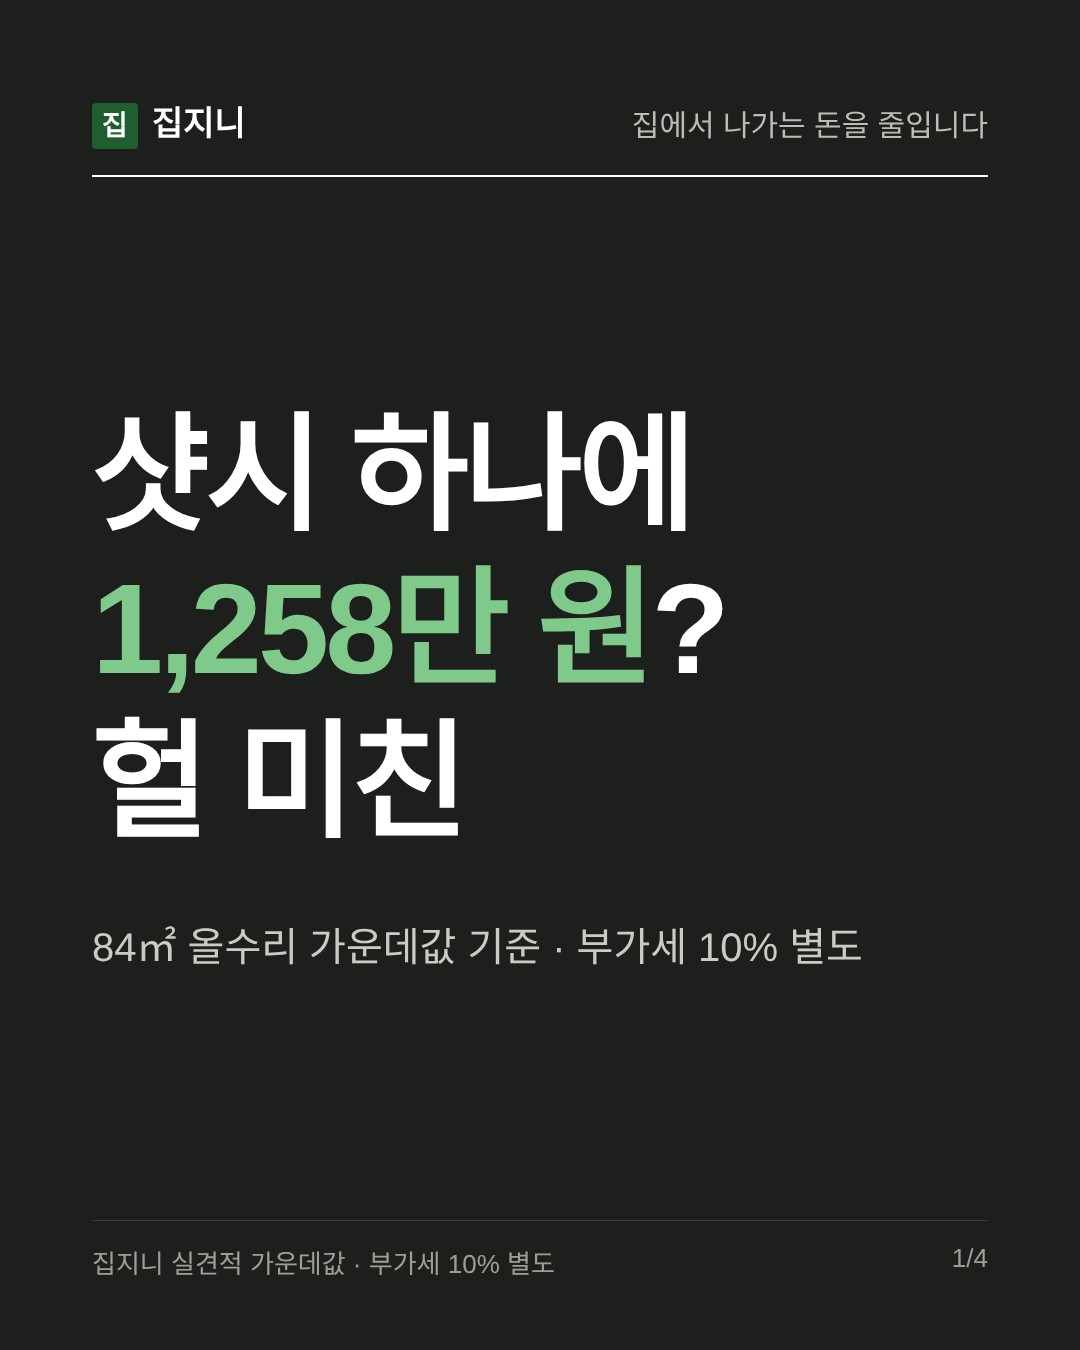 집 집지니
집에서 나가는 돈을 줄입니다
샷시 하나에
1,258만 원?
헐 미친
84㎡ 올수리 가운데값 기준 · 부가세 10% 별도
집지니 실견적 가운데값 · 부가세 10% 별도
1/4